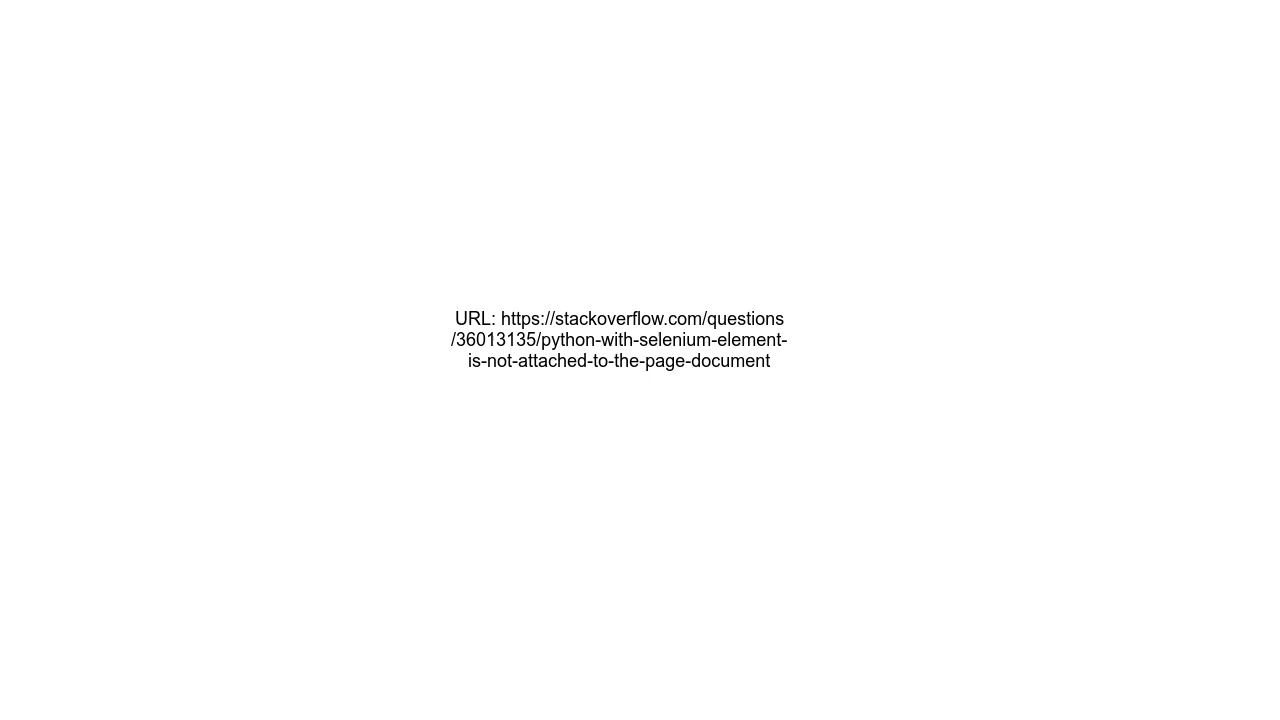 URL: https://stackoverflow.com/questions
/36013135/python-with-selenium-element-
is-not-attached-to-the-page-document